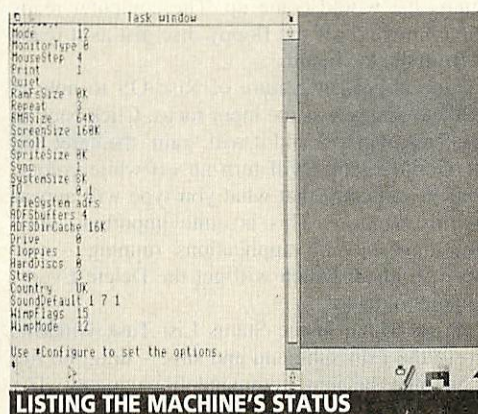 Task window
Mode 12
MonitorType 0
MouseStep 4
Print 1
Quiet
RamFsSize 0K
Repeat 3
RMASize 64K
ScreenSize 160K
Scroll
SpriteSize 0K
Sync 1
SystemSize 8K
TV 0,1
FileSystem adfs
ADFSbuffers 4
ADFSDirCache 16K
Drive 0
Floppies 1
HardDiscs 0
Step 3
Country UK
SoundDefault 1 7 1
WimpFlags 15
WimpMode 12
Use *Configure to set the options.
*
LISTING THE MACHINE'S STATUS